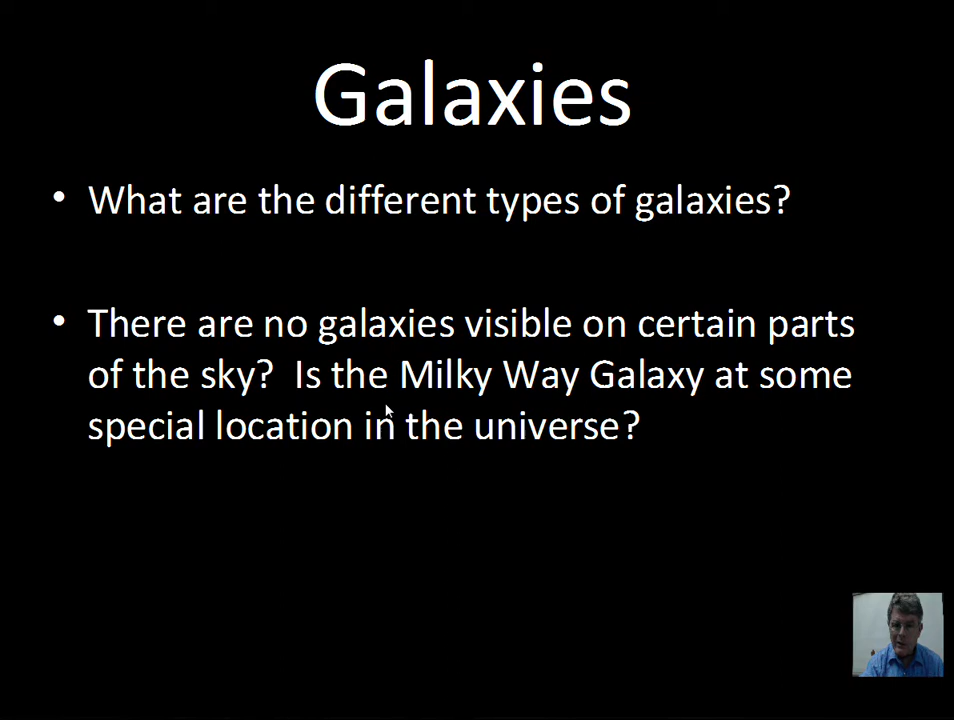 Galaxies
• What are the different types of galaxies?
• There are no galaxies visible on certain parts
of the sky?  Is the Milky Way Galaxy at some
special location in the universe?